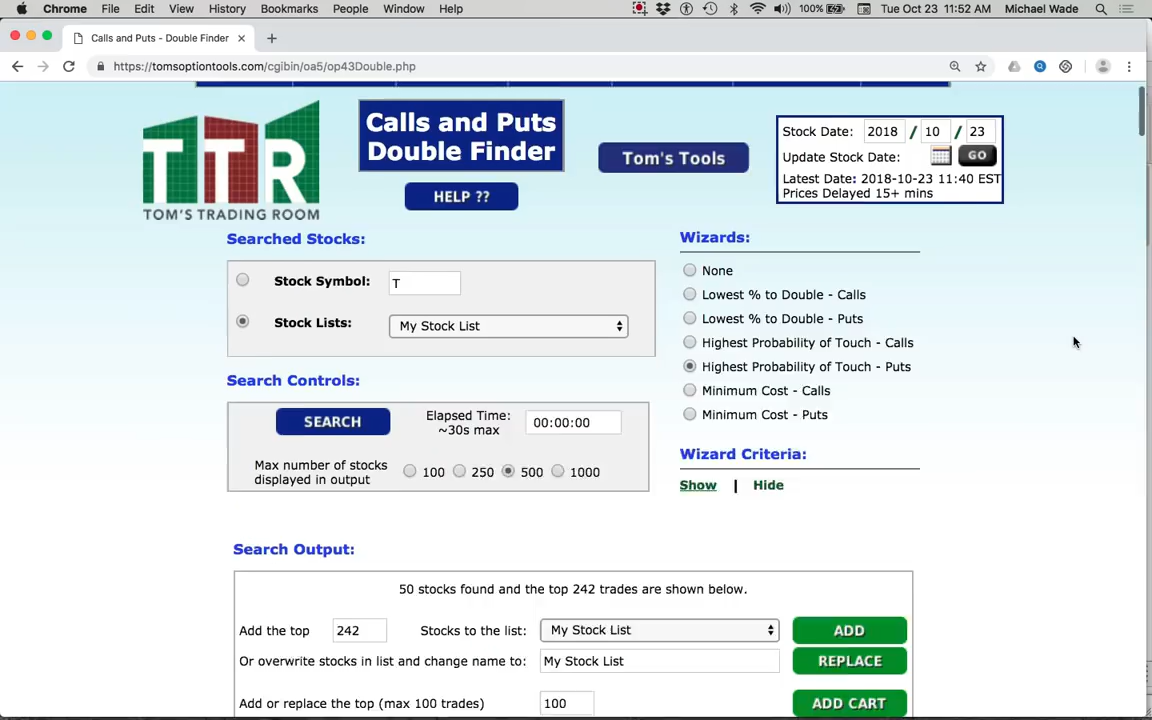 Chrome File Edit View History Bookmarks People Window Help 100% Tue Oct 23 11:52 AM Michael Wade
Calls and Puts - Double Finder
https://tomsoptiontools.com/cgibin/oa5/op43Double.php
TTR
TOM'S TRADING ROOM
Calls and Puts
Double Finder
HELP ??
Tom's Tools
Stock Date: 2018 / 10 / 23
Update Stock Date: GO
Latest Date: 2018-10-23 11:40 EST
Prices Delayed 15+ mins
Searched Stocks:
Stock Symbol: T
Stock Lists: My Stock List
Search Controls:
SEARCH Elapsed Time: 00:00:00
~30s max
Max number of stocks
displayed in output 100 250 500 1000
Wizards:
None
Lowest % to Double - Calls
Lowest % to Double - Puts
Highest Probability of Touch - Calls
Highest Probability of Touch - Puts
Minimum Cost - Calls
Minimum Cost - Puts
Wizard Criteria:
Show | Hide
Search Output:
50 stocks found and the top 242 trades are shown below.
Add the top 242 Stocks to the list: My Stock List ADD
Or overwrite stocks in list and change name to: My Stock List REPLACE
Add or replace the top (max 100 trades) 100 ADD CART